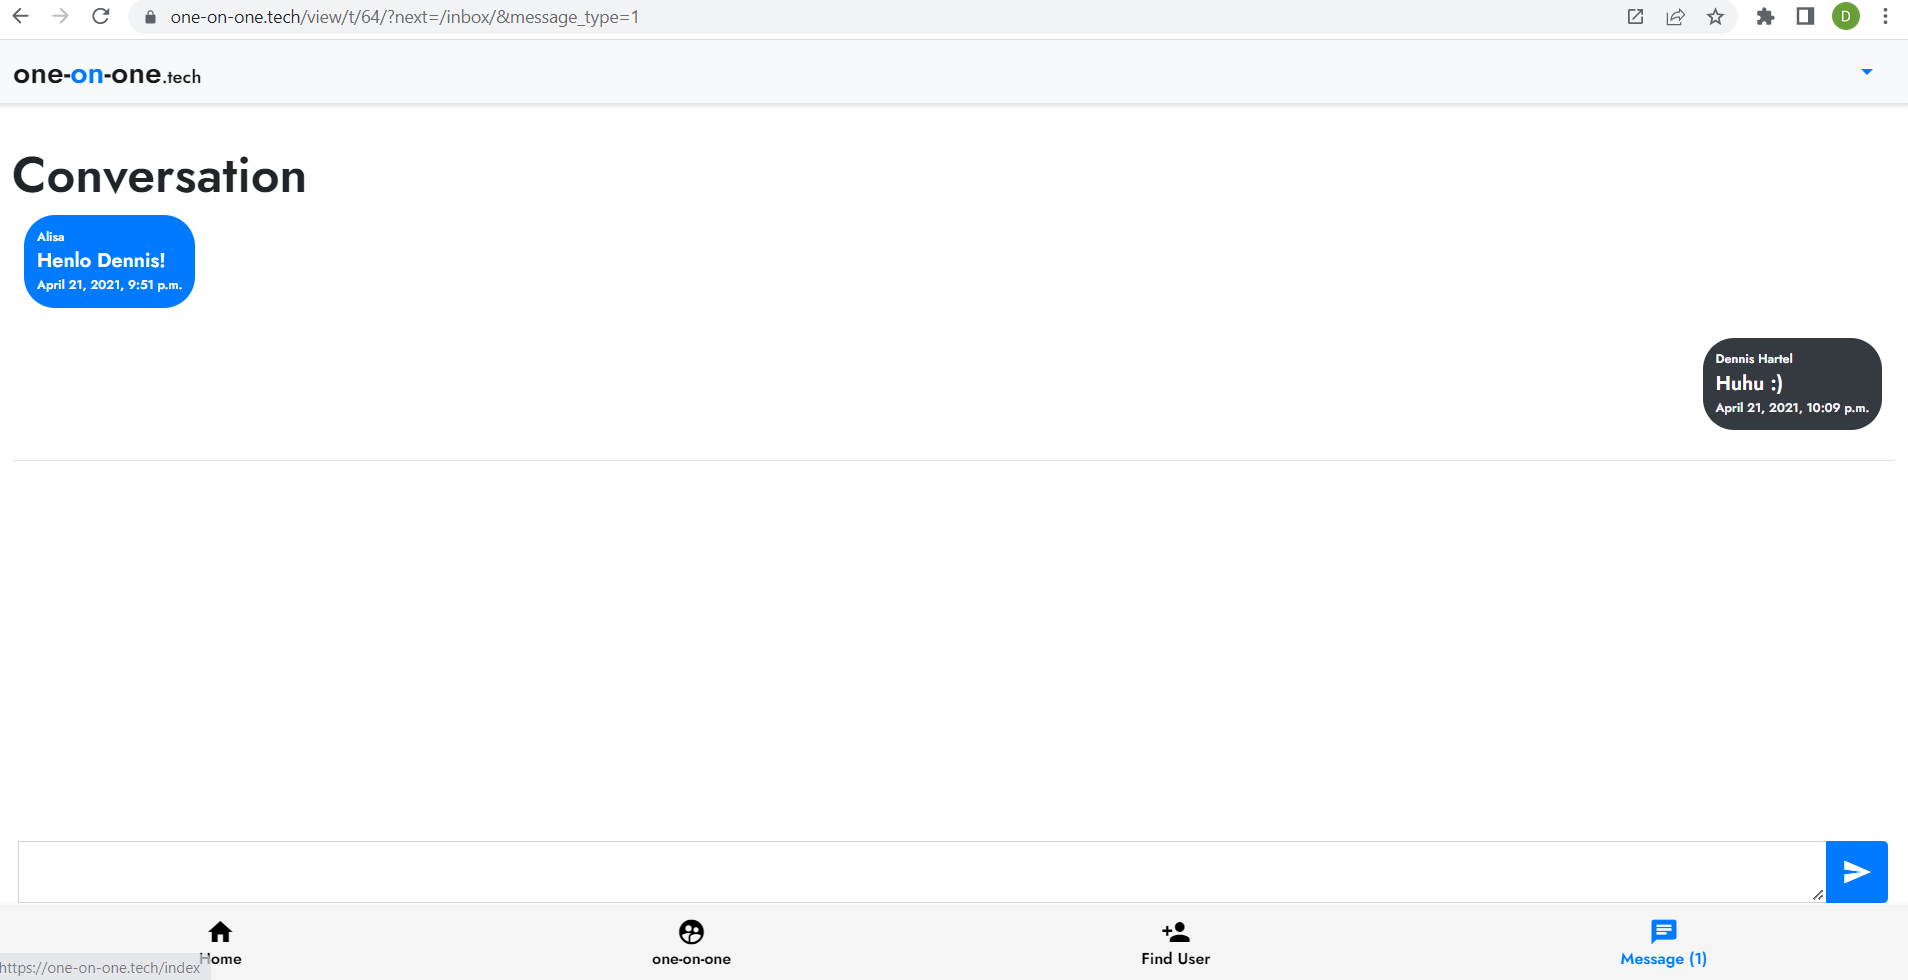 one-on-one.tech/view/t/64/?next=/inbox/&message_type=1
D
one-on-one.tech
Conversation
Alisa
Henlo Dennis!
April 21, 2021, 9:51 p.m.
Dennis Hartel
Huhu :)
April 21, 2021, 10:09 p.m.
Home
one-on-one
Find User
Message (1)
https://one-on-one.tech/index